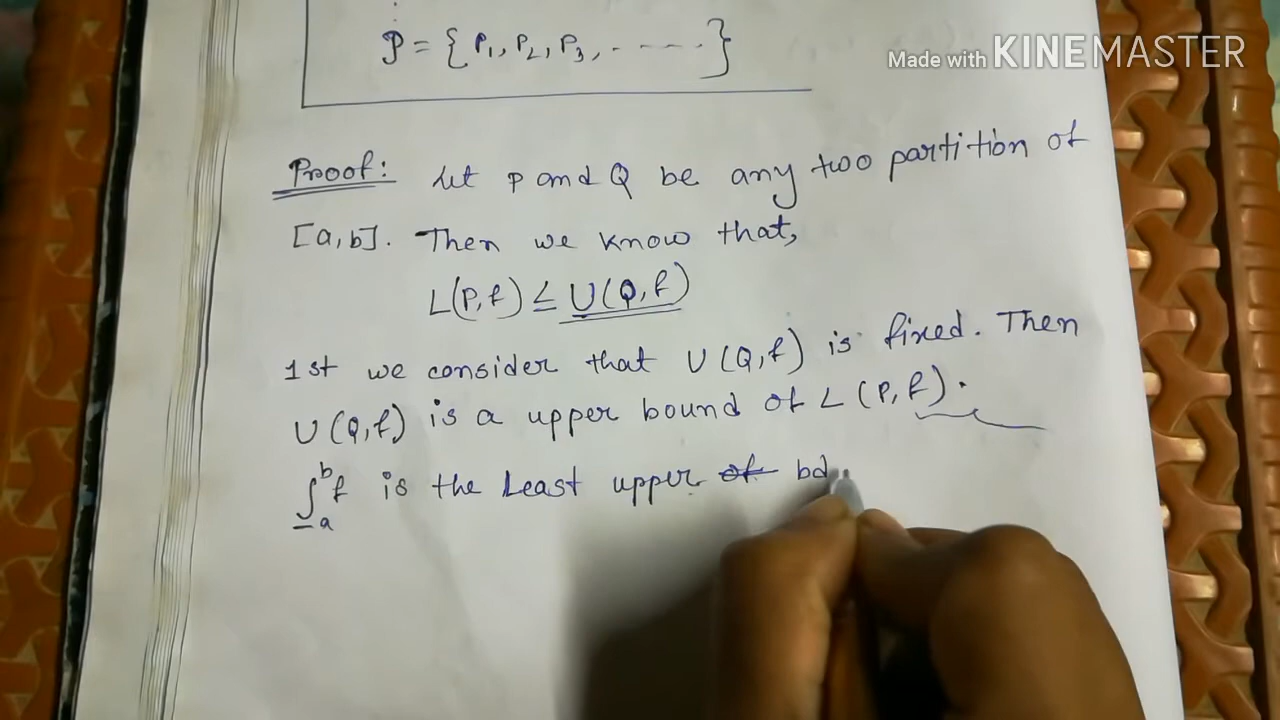 Made with KINEMASTER
P = { P1, P2, P3, ....... }
Proof: Let P and Q be any two partition of
[a, b]. Then we know that,
L(P, f) ≤ U(Q, f)
1st we consider that U(Q, f) is fixed. Then
U(Q, f) is a upper bound of L(P, f).
∫_a^b f is the Least upper of bd